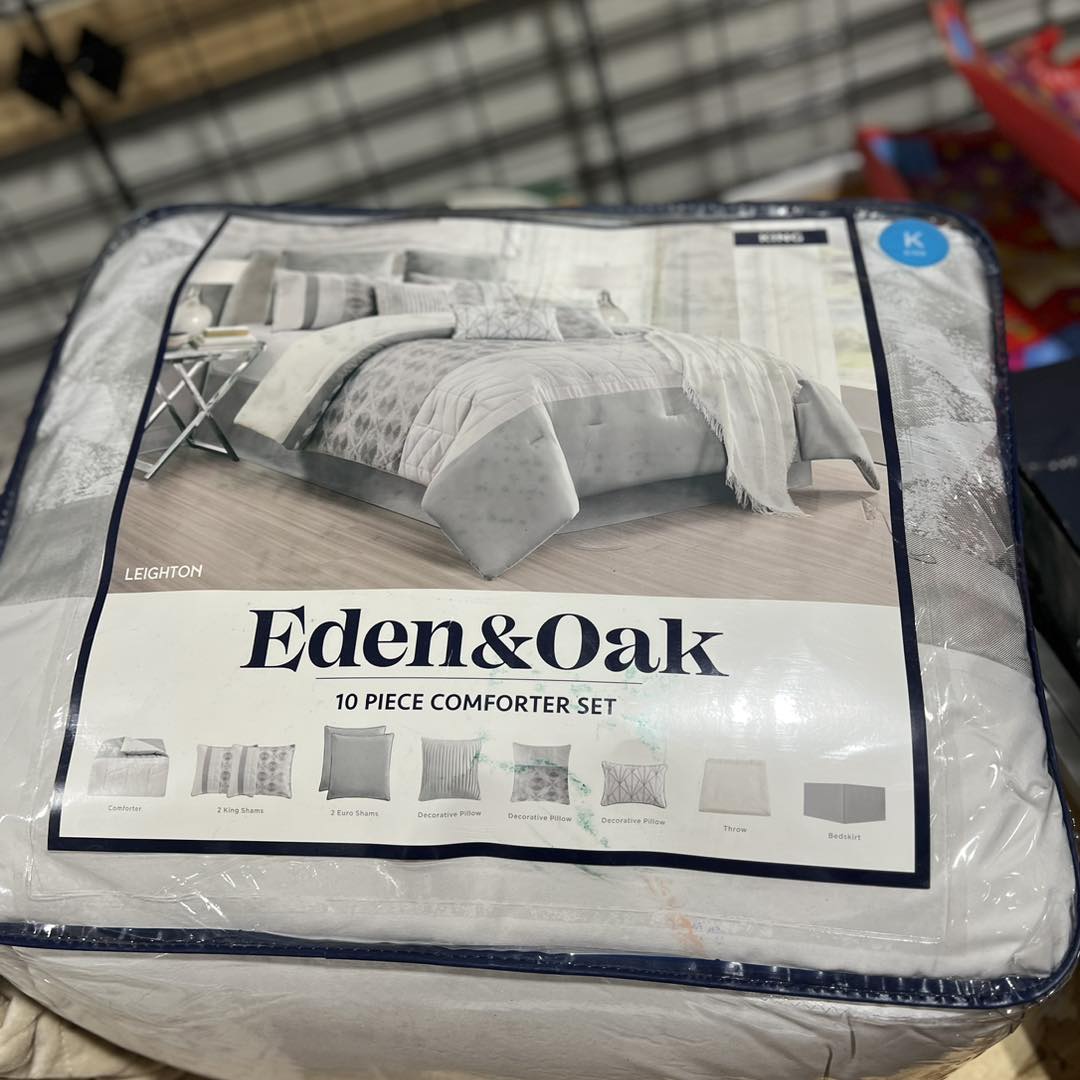 KING
K
LEIGHTON
Eden&Oak
10 PIECE COMFORTER SET
Comforter
2 King Shams
2 Euro Shams
Decorative Pillow
Decorative Pillow
Decorative Pillow
Throw
Bedskirt